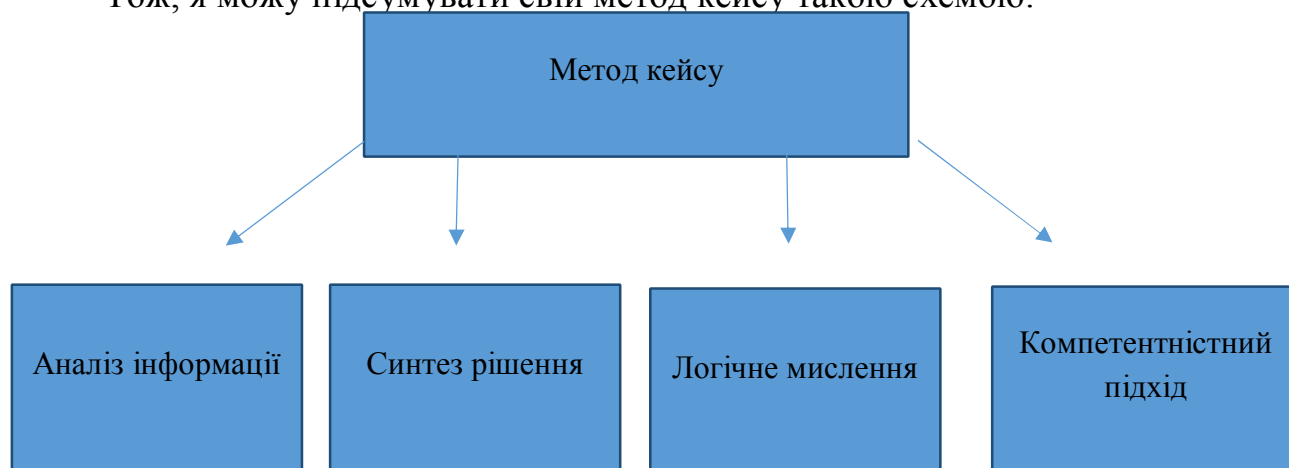 Тож, я можу підсумувати свій метод кейсу такою схемою:
Метод кейсу
Аналіз інформації
Синтез рішення
Логічне мислення
Компетентністний
підхід